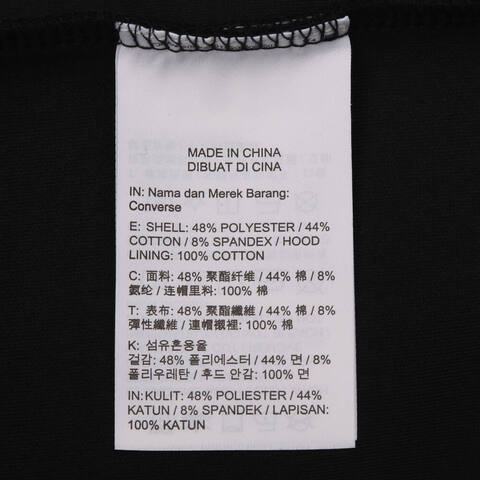 MADE IN CHINA
DIBUAT DI CINA
IN: Nama dan Merek Barang:
Converse
E: SHELL: 48% POLYESTER / 44%
COTTON / 8% SPANDEX / HOOD
LINING: 100% COTTON
C: 面料: 48% 聚酯纤维 / 44% 棉 / 8%
氨纶 / 连帽里料: 100% 棉
T: 表布: 48% 聚酯纖維 / 44% 棉 / 8%
彈性纖維 / 連帽襯裡: 100% 棉
K: 섬유혼용율
겉감: 48% 폴리에스터 / 44% 면 / 8%
폴리우레탄 / 후드 안감: 100% 면
IN:KULIT: 48% POLIESTER / 44%
KATUN / 8% SPANDEK / LAPISAN:
100% KATUN